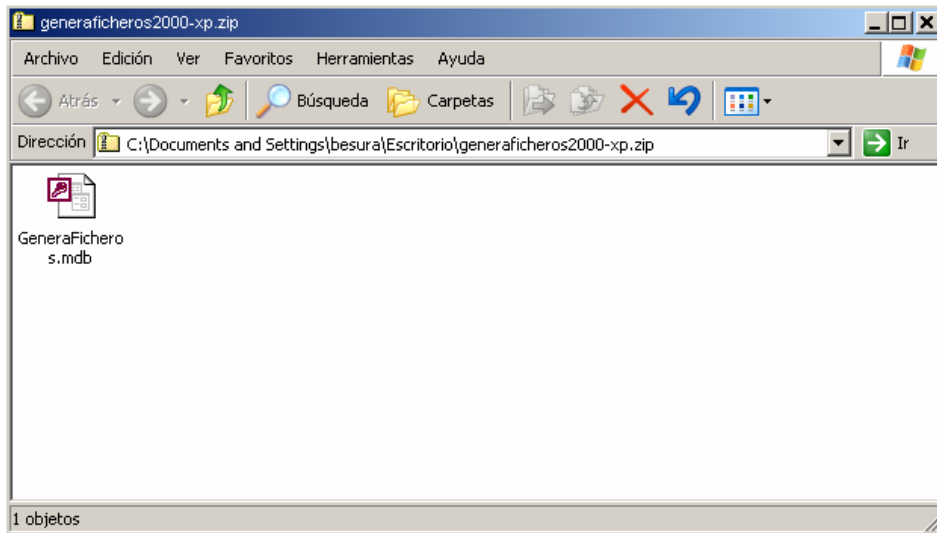 generaficheros2000-xp.zip
Archivo Edición Ver Favoritos Herramientas Ayuda
Atrás Búsqueda Carpetas
Dirección C:\Documents and Settings\besura\Escritorio\generaficheros2000-xp.zip Ir
GeneraFichero
s.mdb
1 objetos